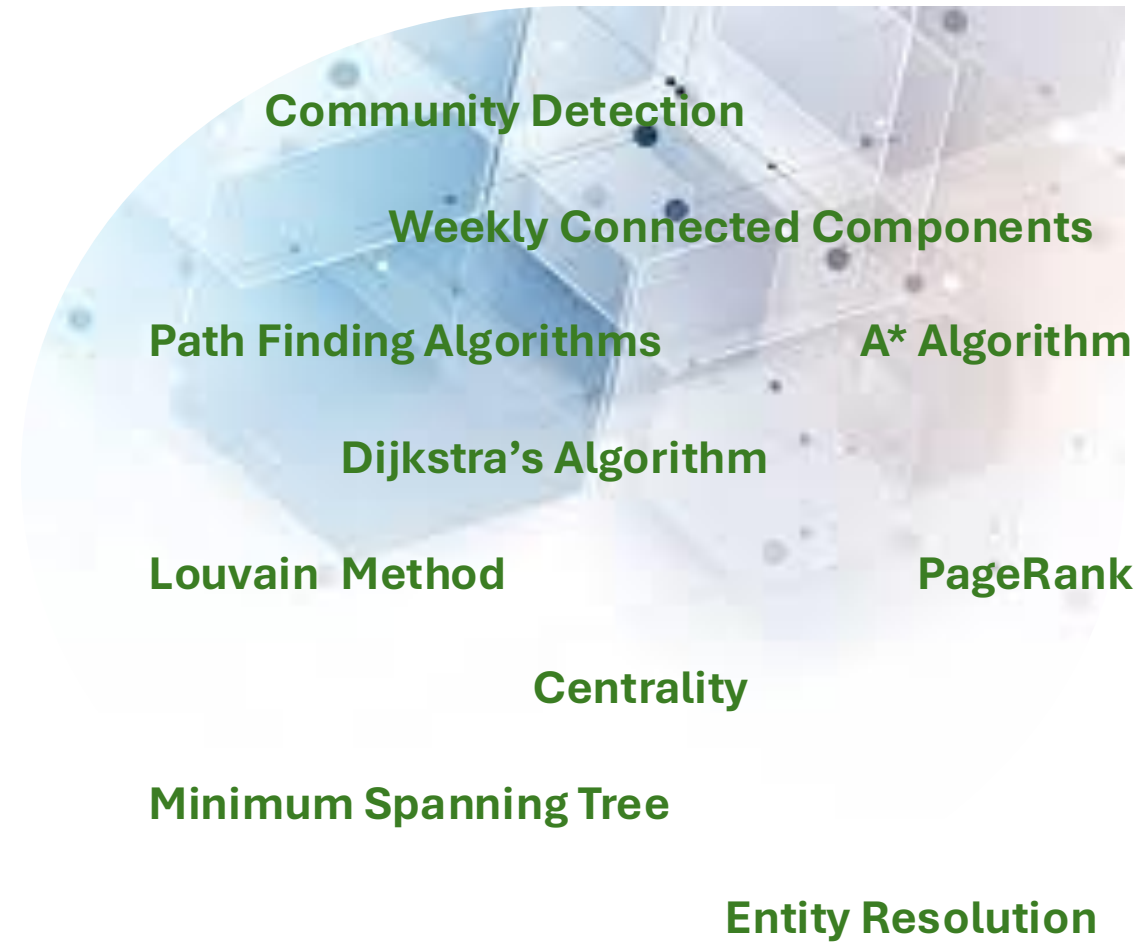 Community Detection
Weekly Connected Components
Path Finding Algorithms A* Algorithm
Dijkstra’s Algorithm
Louvain  Method PageRank
Centrality
Minimum Spanning Tree
Entity Resolution